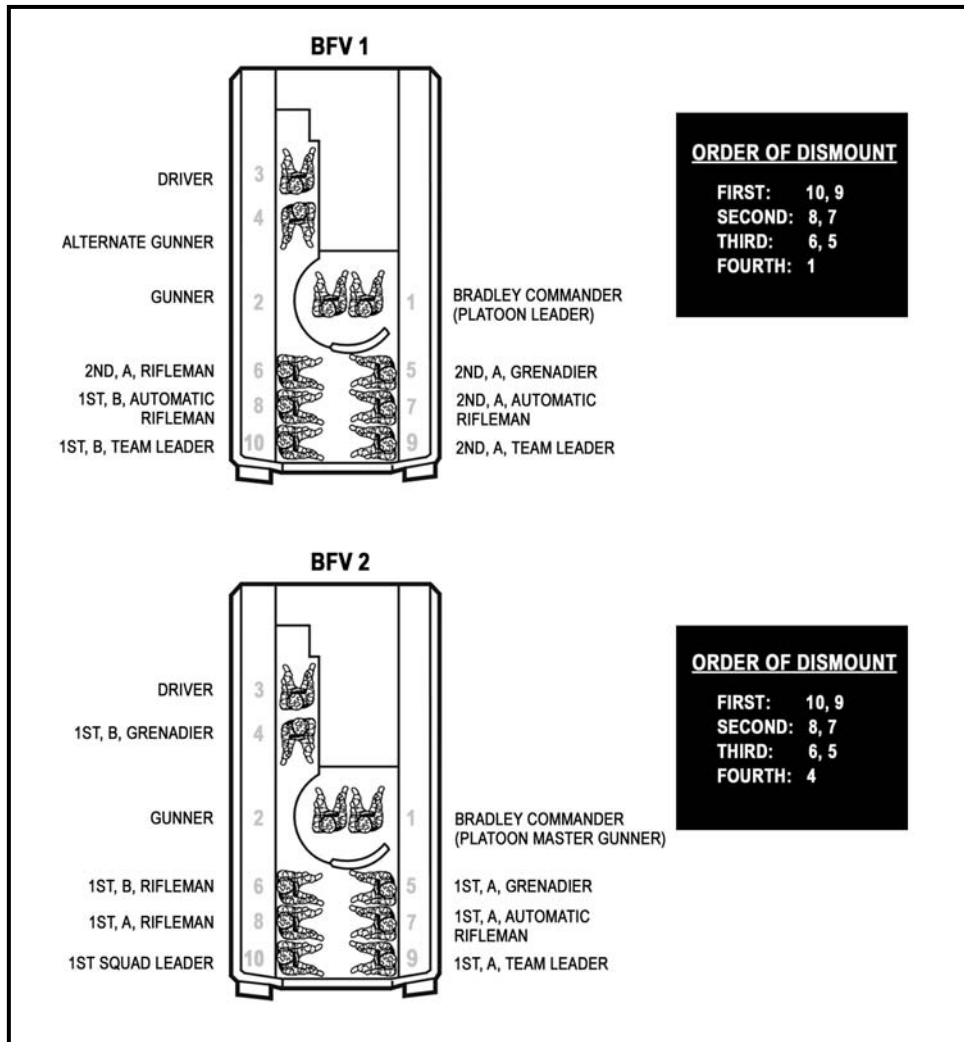 BFV 1
DRIVER
3
4
ALTERNATE GUNNER
GUNNER
2
1
BRADLEY COMMANDER
(PLATOON LEADER)
2ND, A, RIFLEMAN
6
5
2ND, A, GRENADIER
1ST, B, AUTOMATIC
RIFLEMAN
8
7
2ND, A, AUTOMATIC
RIFLEMAN
1ST, B, TEAM LEADER
10
9
2ND, A, TEAM LEADER
ORDER OF DISMOUNT
FIRST: 10, 9
SECOND: 8, 7
THIRD: 6, 5
FOURTH: 1
BFV 2
DRIVER
3
1ST, B, GRENADIER
4
GUNNER
2
1
BRADLEY COMMANDER
(PLATOON MASTER GUNNER)
1ST, B, RIFLEMAN
6
5
1ST, A, GRENADIER
1ST, A, RIFLEMAN
8
7
1ST, A, AUTOMATIC
RIFLEMAN
1ST SQUAD LEADER
10
9
1ST, A, TEAM LEADER
ORDER OF DISMOUNT
FIRST: 10, 9
SECOND: 8, 7
THIRD: 6, 5
FOURTH: 4